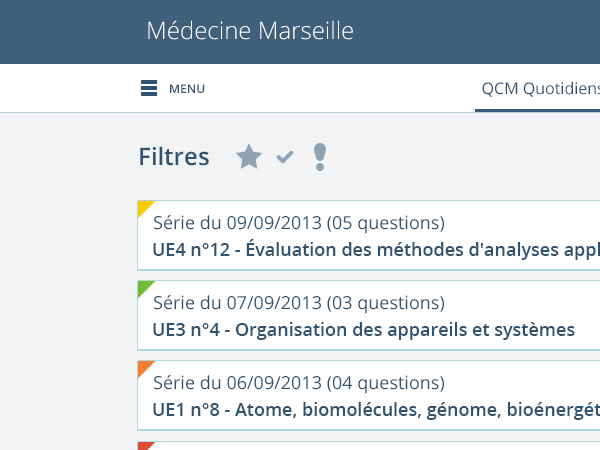 Médecine Marseille
MENU
QCM Quotidiens
Filtres
Série du 09/09/2013 (05 questions)
UE4 n°12 - Évaluation des méthodes d'analyses appl
Série du 07/09/2013 (03 questions)
UE3 n°4 - Organisation des appareils et systèmes
Série du 06/09/2013 (04 questions)
UE1 n°8 - Atome, biomolécules, génome, bioénergét